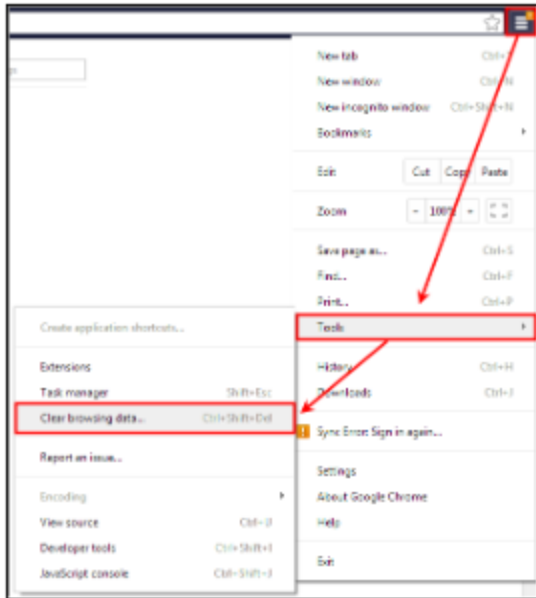 New tab Ctrl+T
New window Ctrl+N
New incognito window Ctrl+Shift+N
Bookmarks
Edit Cut Copy Paste
Zoom - 100% +
Save page as... Ctrl+S
Find... Ctrl+F
Print... Ctrl+P
Tools
History Ctrl+H
Downloads Ctrl+J
Sync Error: Sign in again...
Settings
About Google Chrome
Help
Exit
Create application shortcuts...
Extensions
Task manager Shift+Esc
Clear browsing data... Ctrl+Shift+Del
Report an issue...
Encoding
View source Ctrl+U
Developer tools Ctrl+Shift+I
JavaScript console Ctrl+Shift+J